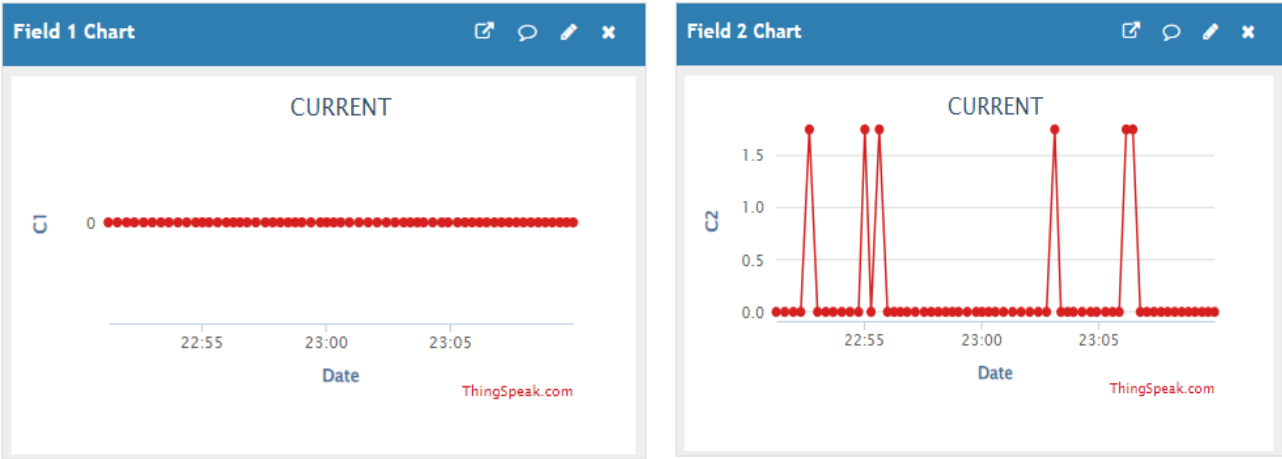 Field 1 Chart
CURRENT
C1
0
22:55 23:00 23:05
Date
ThingSpeak.com
Field 2 Chart
CURRENT
C2
1.5
1.0
0.5
0.0
22:55 23:00 23:05
Date
ThingSpeak.com